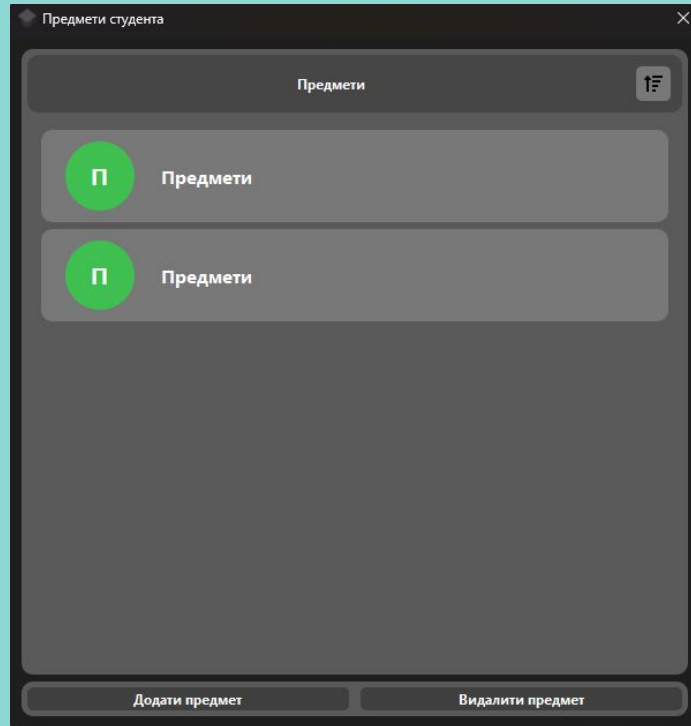 Предмети студента
Предмети
П Предмети
П Предмети
Додати предмет Видалити предмет